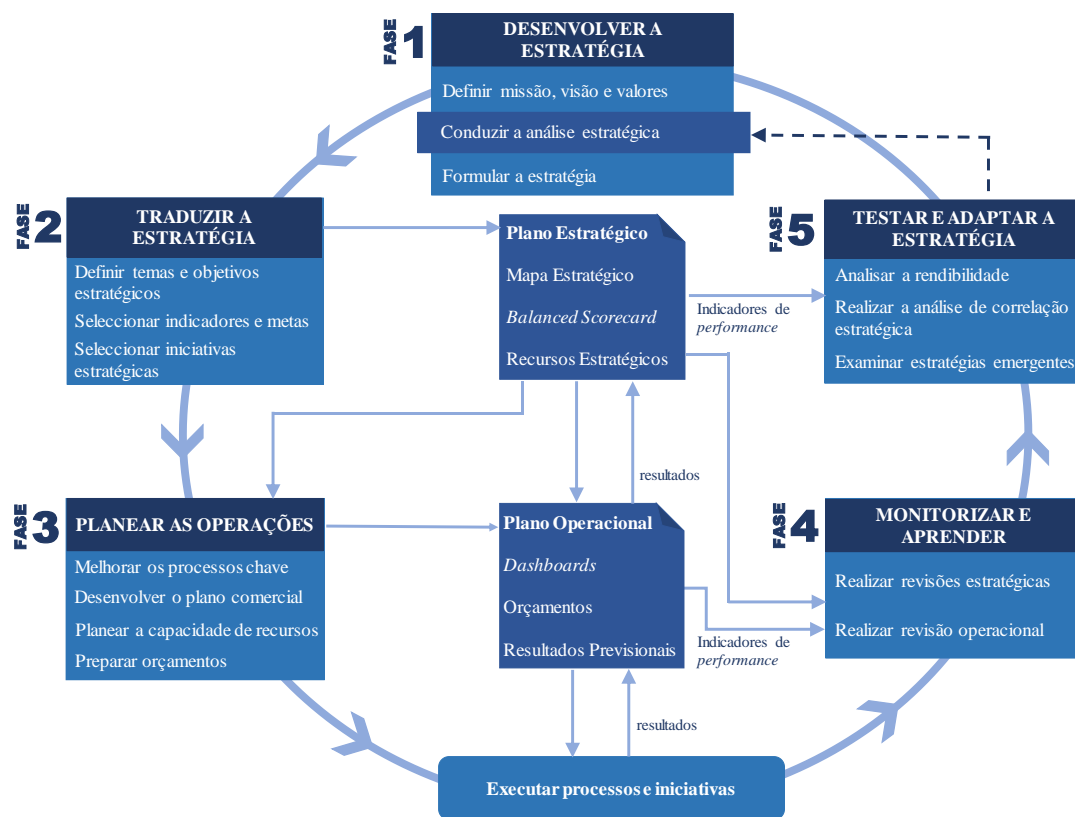 FASE 1
DESENVOLVER A
ESTRATÉGIA
Definir missão, visão e valores
Conduzir a análise estratégica
Formular a estratégia
FASE 2
TRADUZIR A
ESTRATÉGIA
Definir temas e objetivos
estratégicos
Seleccionar indicadores e metas
Seleccionar iniciativas
estratégicas
Plano Estratégico
Mapa Estratégico
Balanced Scorecard
Recursos Estratégicos
Indicadores de
performance
FASE 5
TESTAR E ADAPTAR A
ESTRATÉGIA
Analisar a rendibilidade
Realizar a análise de correlação
estratégica
Examinar estratégias emergentes
resultados
FASE 3
PLANEAR AS OPERAÇÕES
Melhorar os processos chave
Desenvolver o plano comercial
Planear a capacidade de recursos
Preparar orçamentos
Plano Operacional
Dashboards
Orçamentos
Resultados Previsionais
Indicadores de
performance
FASE 4
MONITORIZAR E
APRENDER
Realizar revisões estratégicas
Realizar revisão operacional
resultados
Executar processos e iniciativas